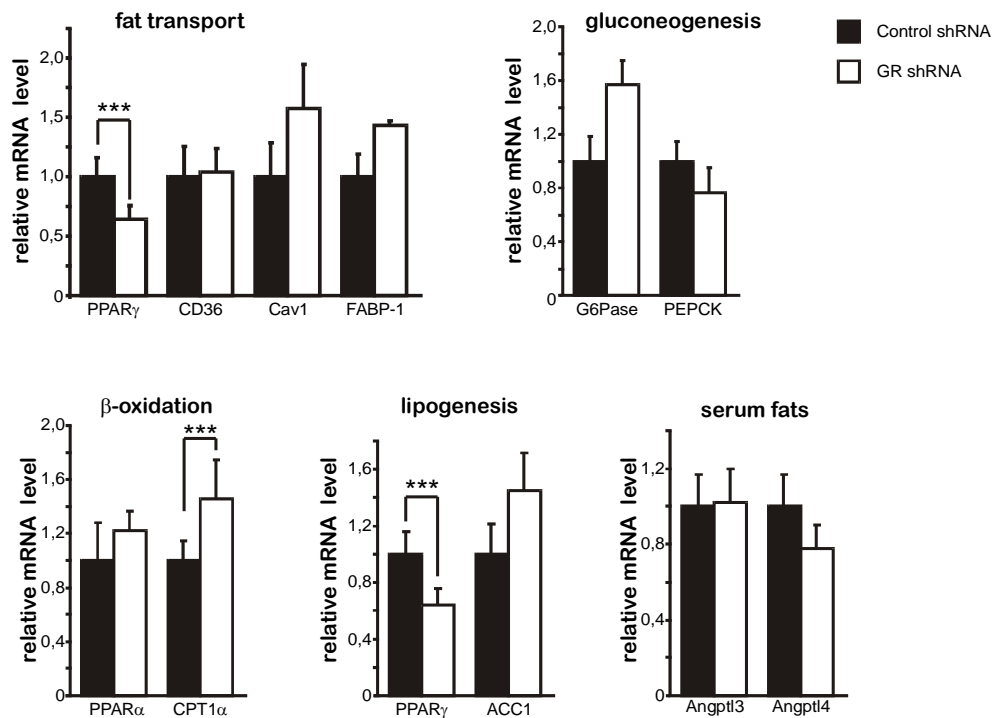 fat transport
relative mRNA level
2,0
1,5
1,0
0,5
0
***
PPARγ CD36 Cav1 FABP-1
gluconeogenesis
relative mRNA level
2,0
1,6
1,2
0,8
0,4
0
G6Pase PEPCK
Control shRNA
GR shRNA
β-oxidation
relative mRNA level
2,0
1,6
1,2
0,8
0,4
0
***
PPARα CPT1α
lipogenesis
relative mRNA level
1,6
1,2
0,8
0,4
0
***
PPARγ ACC1
serum fats
relative mRNA level
1,2
0,8
0,4
0
Angptl3 Angptl4